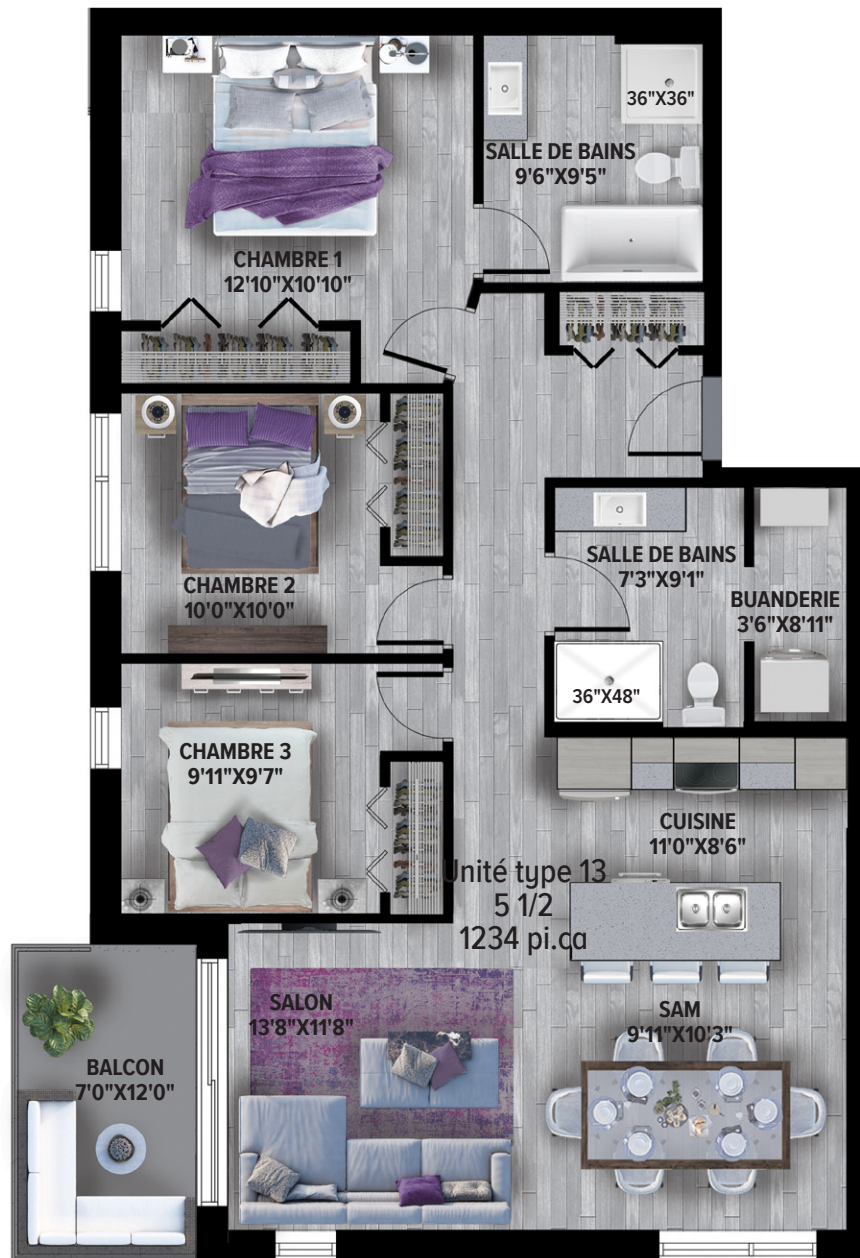 36"X36"
SALLE DE BAINS
9'6"X9'5"
CHAMBRE 1
12'10"X10'10"
SALLE DE BAINS
7'3"X9'1"
CHAMBRE 2
10'0"X10'0"
BUANDERIE
3'6"X8'11"
36"X48"
CHAMBRE 3
9'11"X9'7"
CUISINE
11'0"X8'6"
Unité type 13
5 1/2
1234 pi.ca
SALON
13'8"X11'8"
SAM
9'11"X10'3"
BALCON
7'0"X12'0"